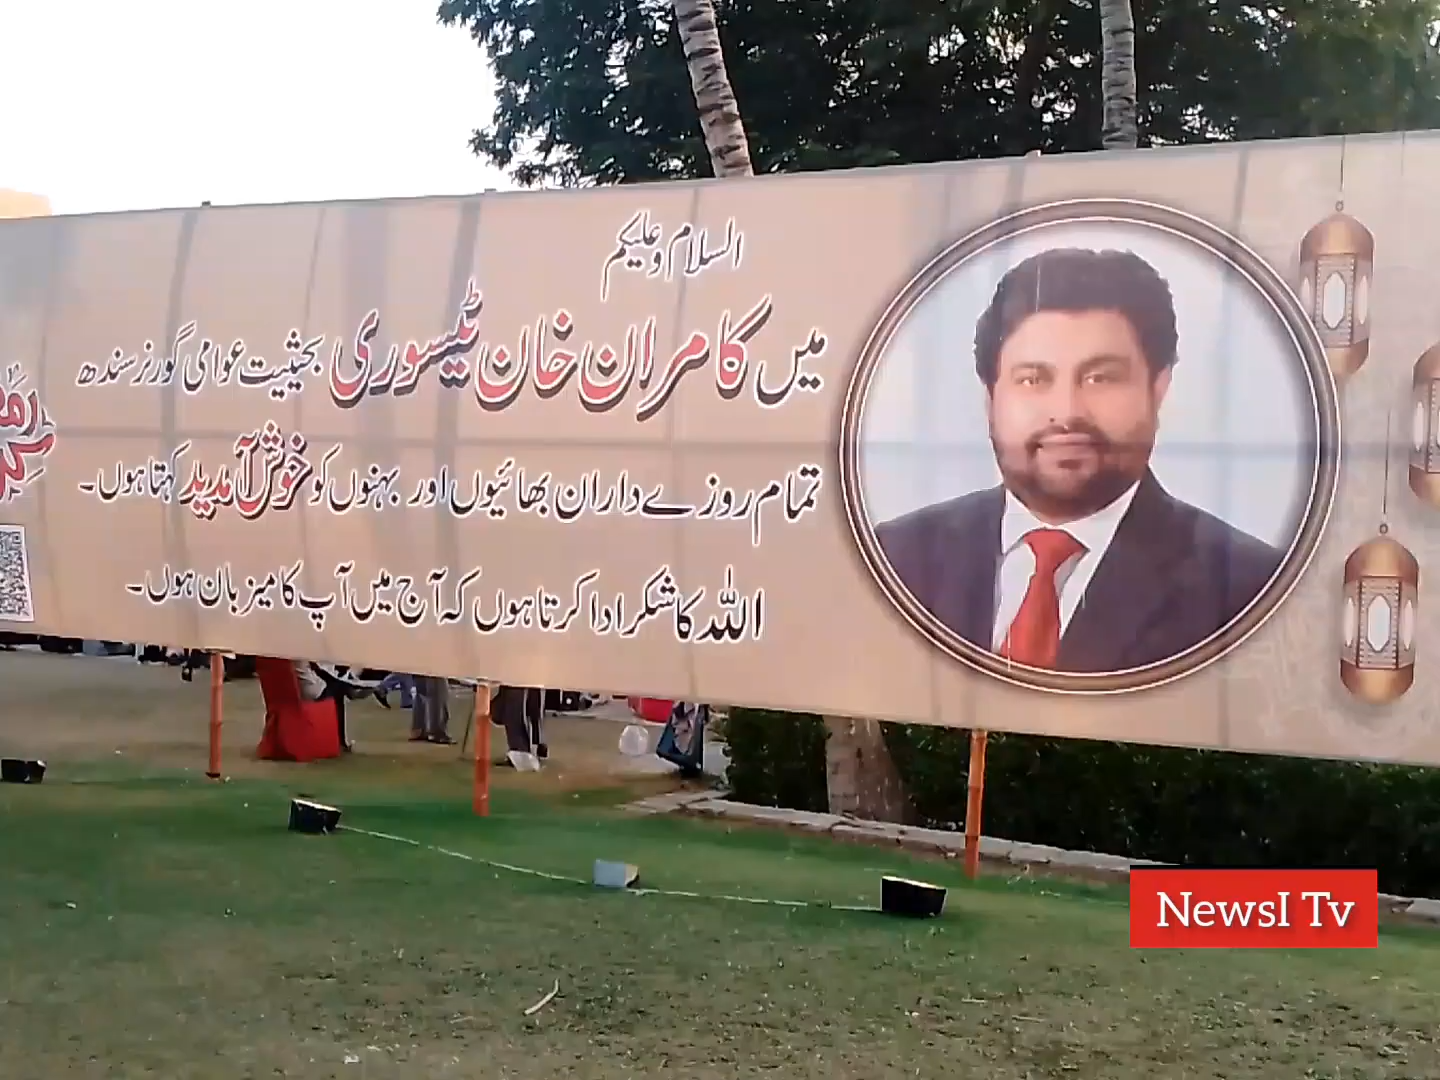 السلام وعلیکم
میں کامران خان ٹیسوری بحیثیت عوامی گورنر سندھ
تمام روزے داران بھائیوں اور بہنوں کو خوش آمدید کہتا ہوں۔
اللہ کا شکر ادا کرتا ہوں کہ آج میں آپ کا میزبان ہوں۔
NewsI Tv